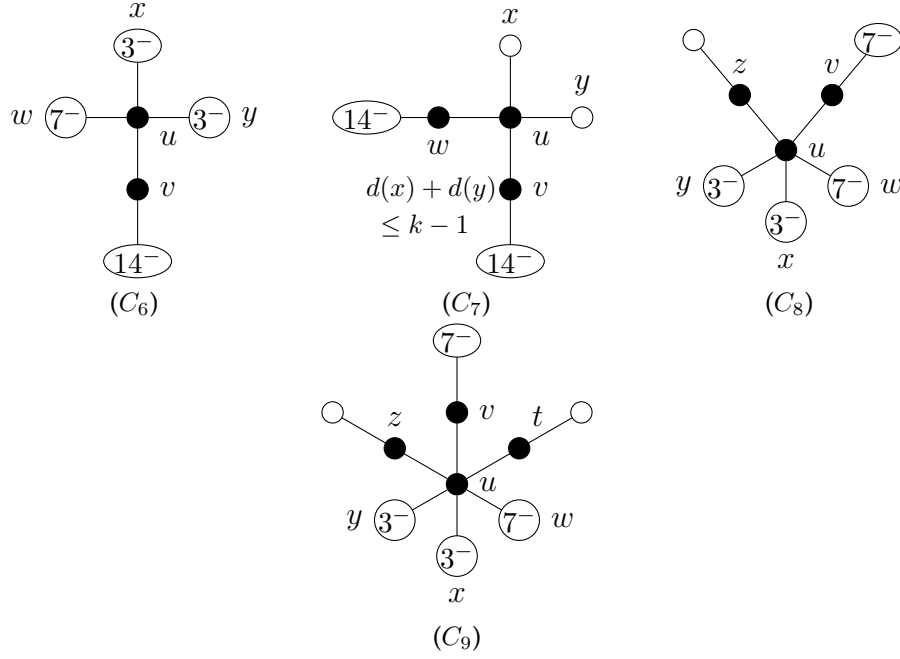 x
3⁻
w 7⁻ 3⁻ y
u
v
14⁻
(C₆)
x
y
14⁻
w u
d(x) + d(y) v
≤ k − 1
14⁻
(C₇)
7⁻
z v
u
y 3⁻ 7⁻ w
3⁻
x
(C₈)
7⁻
z v t
u
y 3⁻ 7⁻ w
3⁻
x
(C₉)